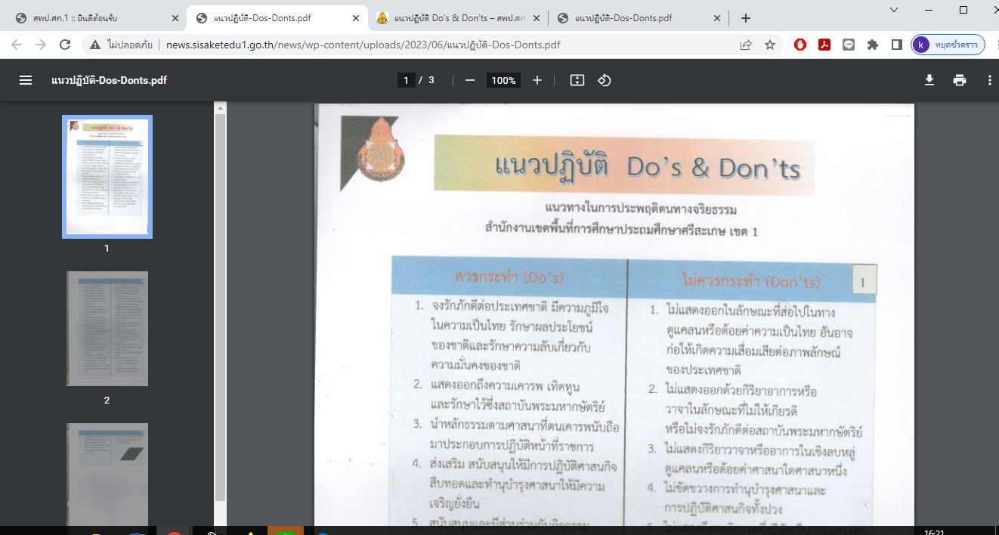 สพป.ศก.1 :: ยินดีต้อนรับ
แนวปฏิบัติ-Dos-Donts.pdf
แนวปฏิบัติ Do's & Don'ts – สพป.ศก
แนวปฏิบัติ-Dos-Donts.pdf
ไม่ปลอดภัย
news.sisaketedu1.go.th/news/wp-content/uploads/2023/06/แนวปฏิบัติ-Dos-Donts.pdf
k หยุดชั่วคราว
แนวปฏิบัติ-Dos-Donts.pdf
1 / 3
100%
1
2
แนวปฏิบัติ Do's & Don'ts
แนวทางในการประพฤติตนทางจริยธรรม
สำนักงานเขตพื้นที่การศึกษาประถมศึกษาศรีสะเกษ เขต 1
ควรกระทำ (Do's)
1. จงรักภักดีต่อประเทศชาติ มีความภูมิใจ
ในความเป็นไทย รักษาผลประโยชน์
ของชาติและรักษาความลับเกี่ยวกับ
ความมั่นคงของชาติ
2. แสดงออกถึงความเคารพ เทิดทูน
และรักษาไว้ซึ่งสถาบันพระมหากษัตริย์
3. นำหลักธรรมตามศาสนาที่ตนเคารพนับถือ
มาประกอบการปฏิบัติหน้าที่ราชการ
4. ส่งเสริม สนับสนุนให้มีการปฏิบัติศาสนกิจ
สืบทอดและทำนุบำรุงศาสนาให้มีความ
เจริญยั่งยืน
5. สนับสนุนและมีส่วนร่วมกับกิจกรรม
ไม่ควรกระทำ (Don'ts)
1
1. ไม่แสดงออกในลักษณะที่ส่อไปในทาง
ดูแคลนหรือด้อยค่าความเป็นไทย อันอาจ
ก่อให้เกิดความเสื่อมเสียต่อภาพลักษณ์
ของประเทศชาติ
2. ไม่แสดงออกด้วยกิริยาอาการหรือ
วาจาในลักษณะที่ไม่ให้เกียรติ
หรือไม่จงรักภักดีต่อสถาบันพระมหากษัตริย์
3. ไม่แสดงกิริยาวาจาหรืออาการในเชิงลบหลู่
ดูแคลนหรือด้อยค่าศาสนาใดศาสนาหนึ่ง
4. ไม่ขัดขวางการทำนุบำรุงศาสนาและ
การปฏิบัติศาสนกิจทั้งปวง
16:21